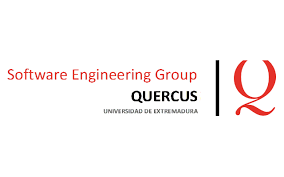 Software Engineering Group
QUERCUS
UNIVERSIDAD DE EXTREMADURA
Q